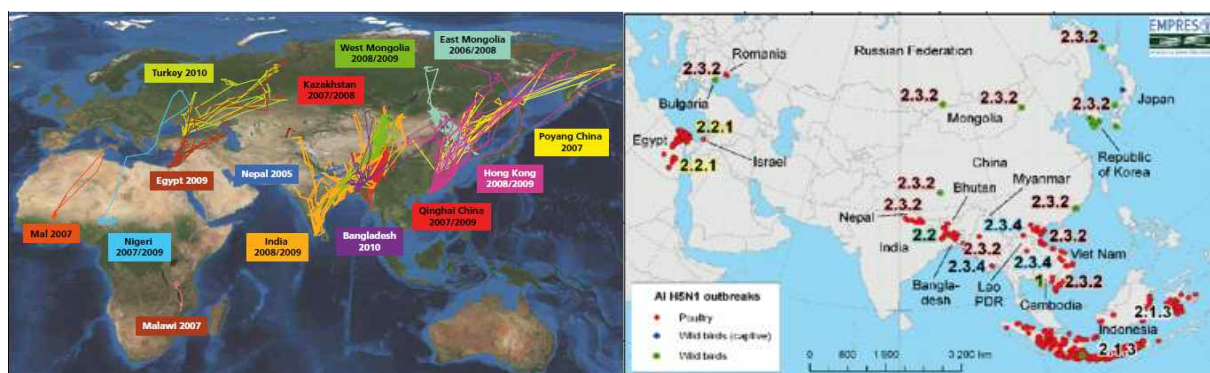 East Mongolia
2006/2008
West Mongolia
2008/2009
Turkey 2010
Kazakhstan
2007/2008
Poyang China
2007
Egypt 2009
Nepal 2005
Hong Kong
2008/2009
Qinghai China
2007/2009
Mal 2007
Nigeri
2007/2009
India
2008/2009
Bangladesh
2010
Malawi 2007
EMPRES
Romania
Russian Federation
2.3.2
2.3.2
Bulgaria
2.3.2
2.3.2
2.3.2
Japan
Mongolia
Egypt
2.2.1
Israel
2.2.1
Republic
of Korea
China
2.3.2
Bhutan
Myanmar
2.3.2
2.3.2
Nepal
2.3.4
2.2
2.3.2
India
2.3.2
Viet Nam
2.3.4
2.3.4
Bangla-
desh
Lao
PDR
1
2.3.2
Cambodia
2.1.3
Indonesia
2.1.3
AI H5N1 outbreaks
Poultry
Wild birds (captive)
Wild birds
0 800 1 600 3 200 km